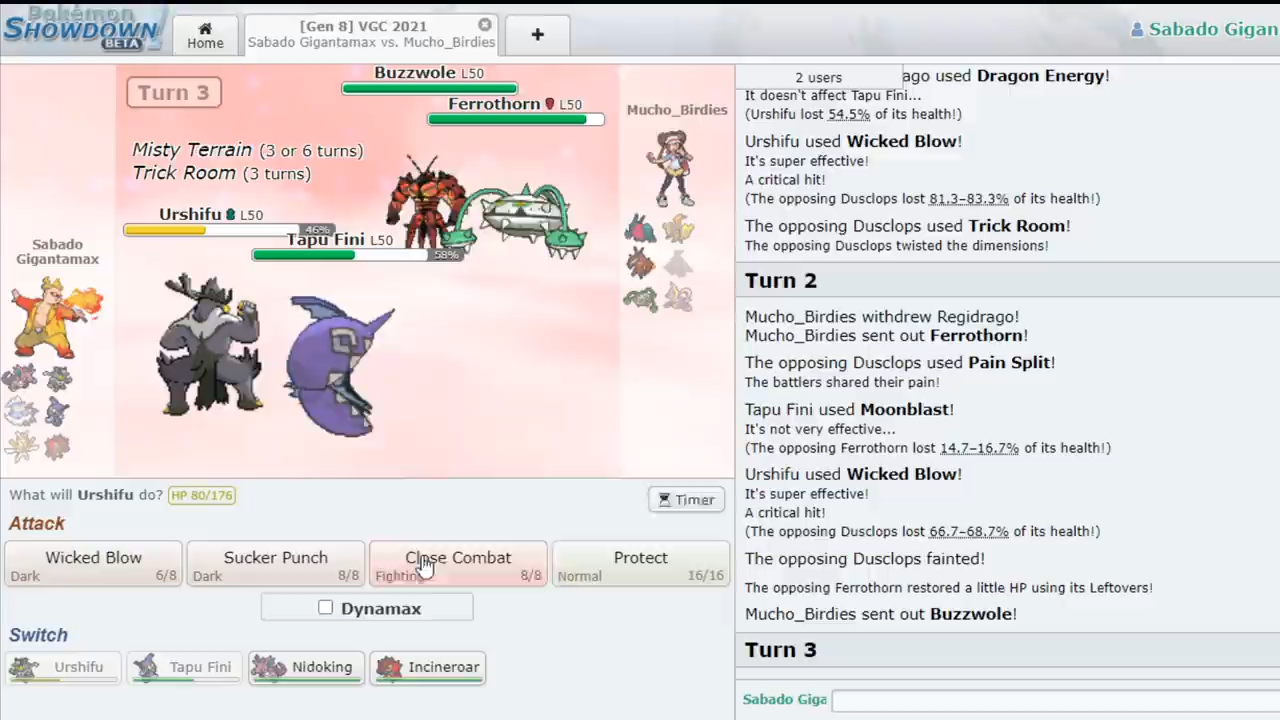 Pokémon
SHOWDOWN
BETA
Home
[Gen 8] VGC 2021
Sabado Gigantamax vs. Mucho_Birdies
+
Sabado Gigan
Turn 3
Buzzwole L50
Ferrothorn L50
Misty Terrain (3 or 6 turns)
Trick Room (3 turns)
Urshifu L50
46%
Tapu Fini L50
58%
Sabado
Gigantamax
Mucho_Birdies
What will Urshifu do? HP 80/176
Timer
Attack
Wicked Blow
Dark 6/8
Sucker Punch
Dark 8/8
Close Combat
Fighting 8/8
Protect
Normal 16/16
Dynamax
Switch
Urshifu
Tapu Fini
Nidoking
Incineroar
2 users
ago used Dragon Energy!
It doesn't affect Tapu Fini...
(Urshifu lost 54.5% of its health!)
Urshifu used Wicked Blow!
It's super effective!
A critical hit!
(The opposing Dusclops lost 81.3–83.3% of its health!)
The opposing Dusclops used Trick Room!
The opposing Dusclops twisted the dimensions!
Turn 2
Mucho_Birdies withdrew Regidrago!
Mucho_Birdies sent out Ferrothorn!
The opposing Dusclops used Pain Split!
The battlers shared their pain!
Tapu Fini used Moonblast!
It's not very effective...
(The opposing Ferrothorn lost 14.7–16.7% of its health!)
Urshifu used Wicked Blow!
It's super effective!
A critical hit!
(The opposing Dusclops lost 66.7–68.7% of its health!)
The opposing Dusclops fainted!
The opposing Ferrothorn restored a little HP using its Leftovers!
Mucho_Birdies sent out Buzzwole!
Turn 3
Sabado Giga